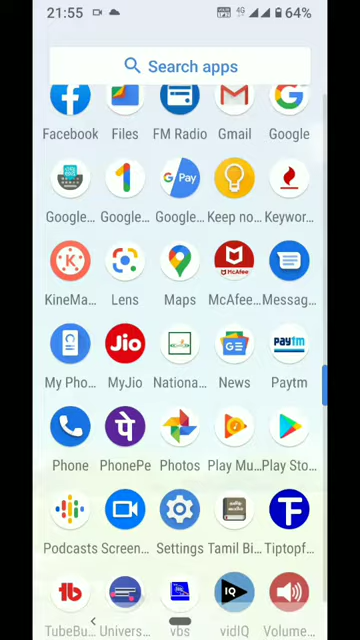 21:55 4G 64%
Search apps
Facebook Files FM Radio Gmail Google
Google... Google... Google... Keep no... Keywor...
G Pay
KineMa... Lens Maps McAfee... Messag...
My Pho... MyJio Nationa... News Paytm
Phone PhonePe Photos Play Mu... Play Sto...
Podcasts Screen... Settings Tamil Bi... Tiptopf...
TubeBu... Univers... vbs vidIQ Volume...